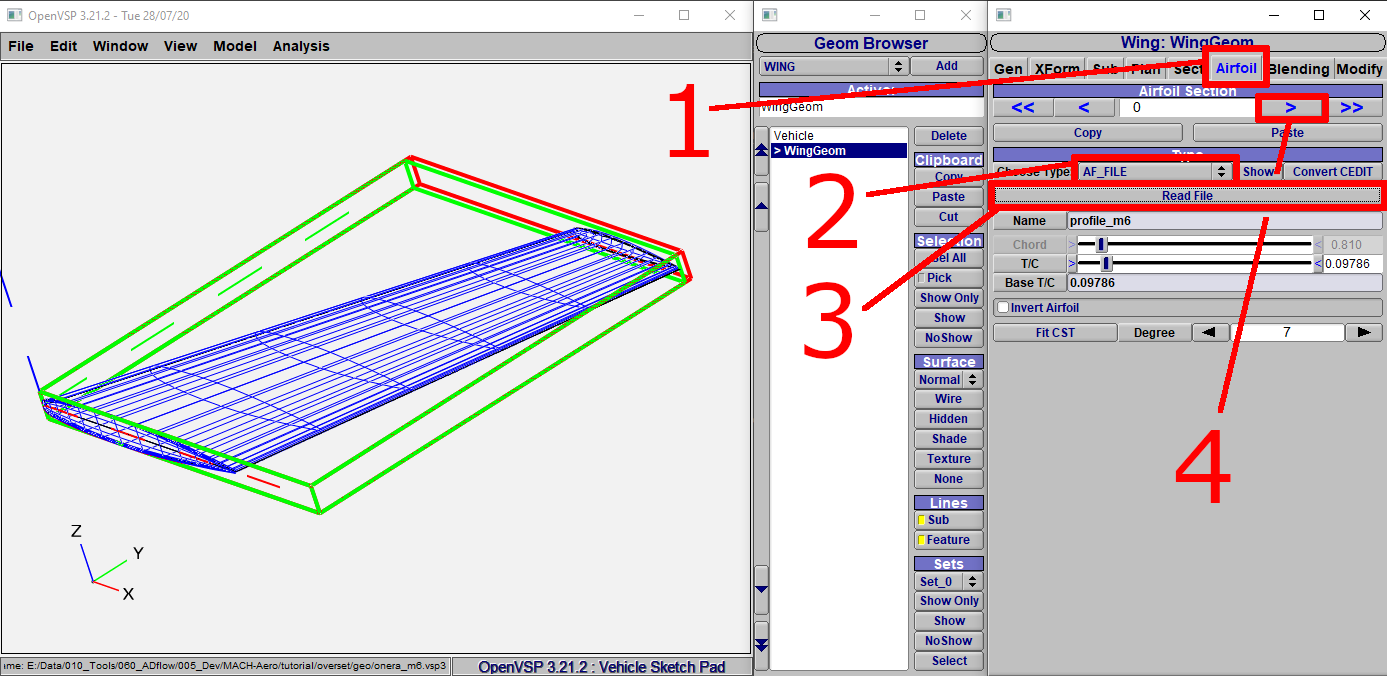 OpenVSP 3.21.2 - Tue 28/07/20
File Edit Window View Model Analysis
Z
Y
X
E:/Data/010_Tools/060_ADflow/005_Dev/MACH-Aero/tutorial/overset/geo/onera_m6.vsp3
OpenVSP 3.21.2 : Vehicle Sketch Pad
1
2
3
4
Geom Browser
WING Add
WingGeom
Vehicle
> WingGeom
Delete
Clipboard
Copy
Paste
Cut
Selection
Sel All
Pick
Show Only
Show
NoShow
Surface
Normal
Wire
Hidden
Shade
Texture
None
Lines
Sub
Feature
Sets
Set_0
Show Only
Show
NoShow
Select
Wing: WingGeom
Gen XForm Sub Plan Sect Airfoil Blending Modify
Airfoil Section
<< < 0 > >>
Copy Paste
Type
Choose Type: AF_FILE Show Convert CEDIT
Read File
Name profile_m6
Chord > < 0.810
T/C > < 0.09786
Base T/C 0.09786
Invert Airfoil
Fit CST Degree 7